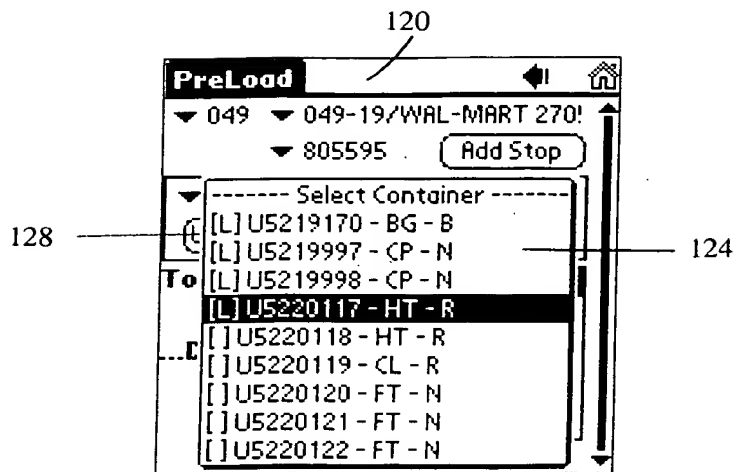 120
PreLoad
049 049-19/WAL-MART 270!
805595 Add Stop
------- Select Container -------
[L] U5219170 - BG - B
128
[L] U5219997 - CP - N
124
To
[L] U5219998 - CP - N
[L] U5220117 - HT - R
[ ] U5220118 - HT - R
[ ] U5220119 - CL - R
[ ] U5220120 - FT - N
[ ] U5220121 - FT - N
[ ] U5220122 - FT - N